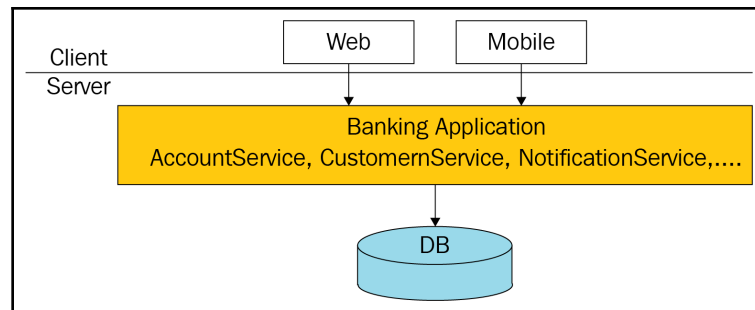 Web
Mobile
Client
Server
Banking Application
AccountService, CustomernService, NotificationService,....
DB